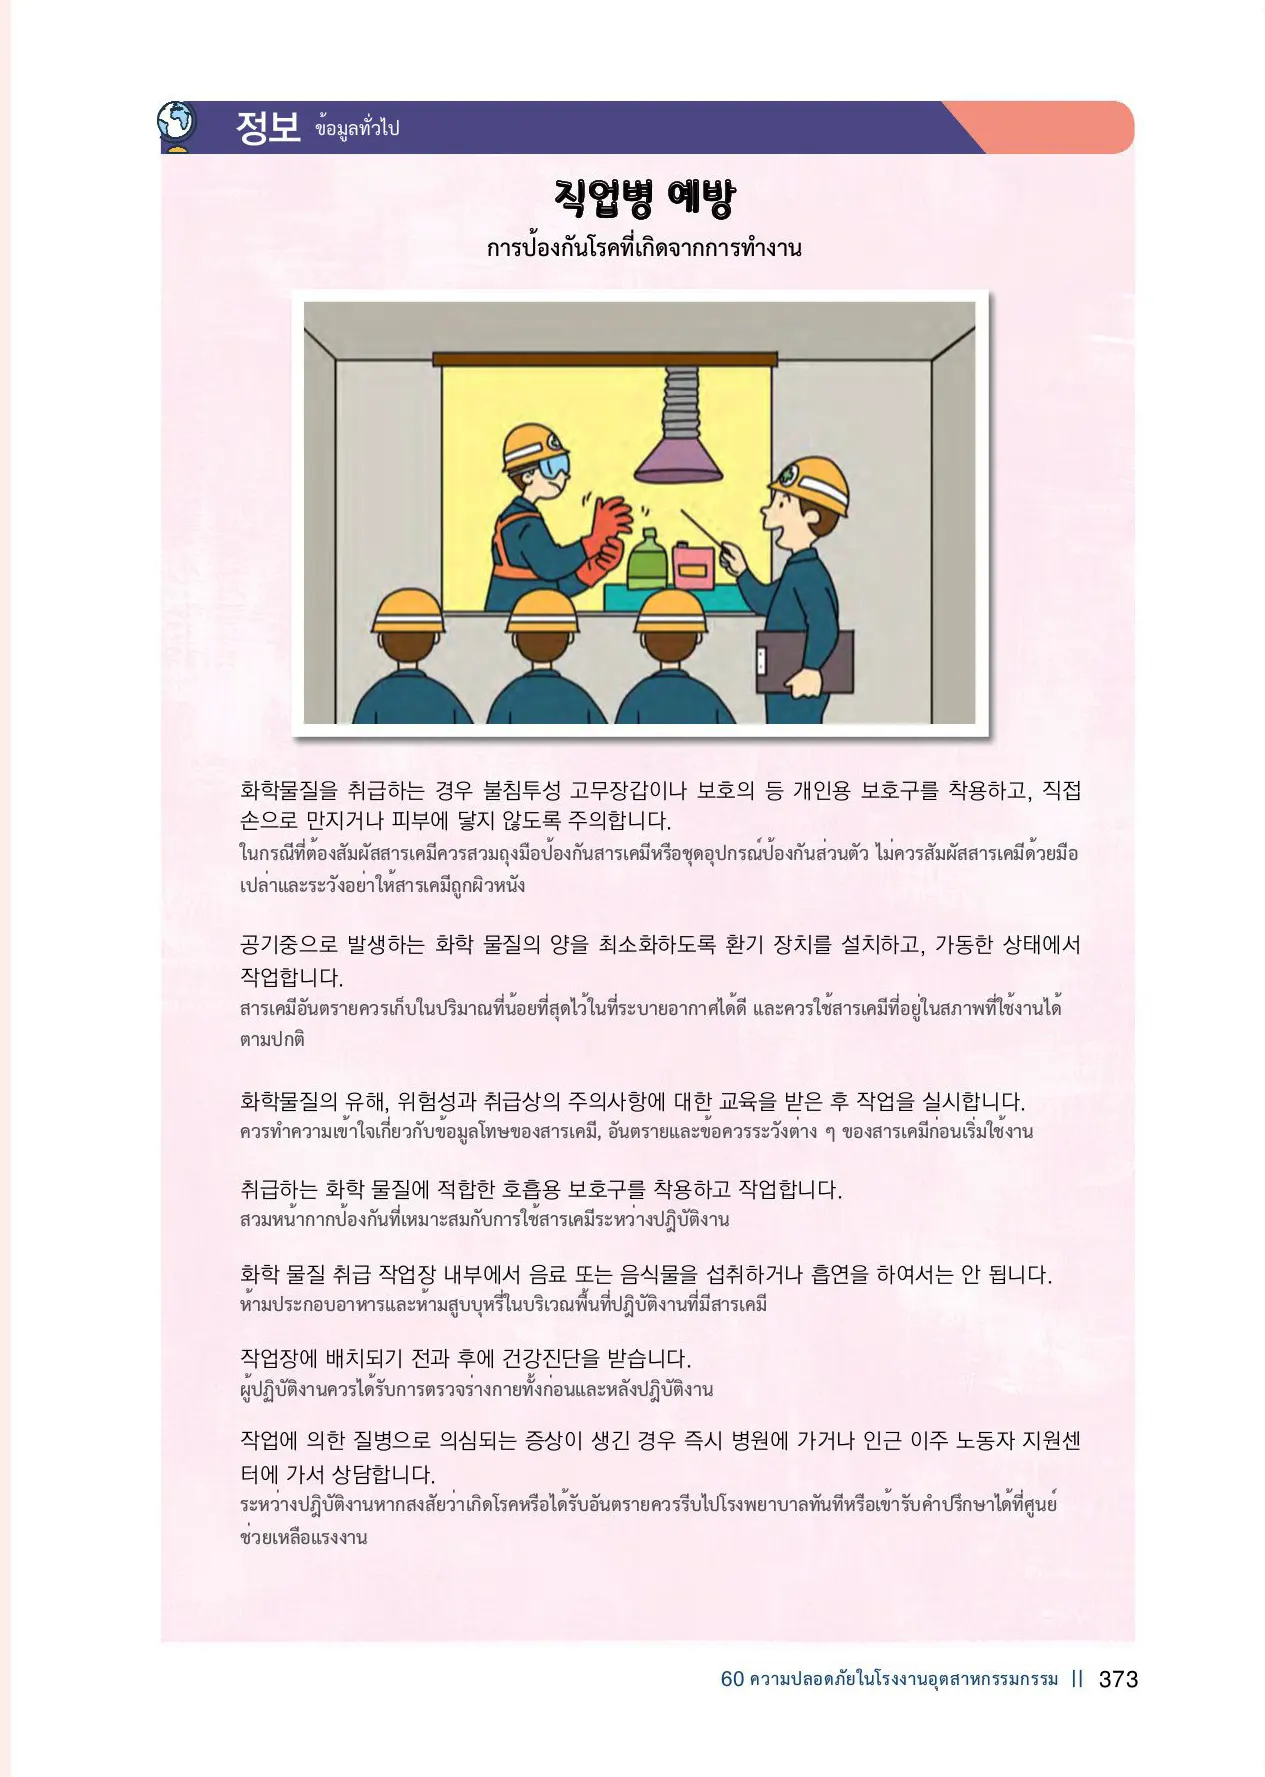 정보 ข้อมูลทั่วไป
직업병 예방
การป้องกันโรคที่เกิดจากการทำงาน
화학물질을 취급하는 경우 불침투성 고무장갑이나 보호의 등 개인용 보호구를 착용하고, 직접
손으로 만지거나 피부에 닿지 않도록 주의합니다.
ในกรณีที่ต้องสัมผัสสารเคมีควรสวมถุงมือป้องกันสารเคมีหรือชุดอุปกรณ์ป้องกันส่วนตัว ไม่ควรสัมผัสสารเคมีด้วยมือ
เปล่าและระวังอย่าให้สารเคมีถูกผิวหนัง
공기중으로 발생하는 화학 물질의 양을 최소화하도록 환기 장치를 설치하고, 가동한 상태에서
작업합니다.
สารเคมีอันตรายควรเก็บในปริมาณที่น้อยที่สุดไว้ในที่ระบายอากาศได้ดี และควรใช้สารเคมีที่อยู่ในสภาพที่ใช้งานได้
ตามปกติ
화학물질의 유해, 위험성과 취급상의 주의사항에 대한 교육을 받은 후 작업을 실시합니다.
ควรทำความเข้าใจเกี่ยวกับข้อมูลโทษของสารเคมี, อันตรายและข้อควรระวังต่าง ๆ ของสารเคมีก่อนเริ่มใช้งาน
취급하는 화학 물질에 적합한 호흡용 보호구를 착용하고 작업합니다.
สวมหน้ากากป้องกันที่เหมาะสมกับการใช้สารเคมีระหว่างปฎิบัติงาน
화학 물질 취급 작업장 내부에서 음료 또는 음식물을 섭취하거나 흡연을 하여서는 안 됩니다.
ห้ามประกอบอาหารและห้ามสูบบุหรี่ในบริเวณพื้นที่ปฎิบัติงานที่มีสารเคมี
작업장에 배치되기 전과 후에 건강진단을 받습니다.
ผู้ปฏิบัติงานควรได้รับการตรวจร่างกายทั้งก่อนและหลังปฎิบัติงาน
작업에 의한 질병으로 의심되는 증상이 생긴 경우 즉시 병원에 가거나 인근 이주 노동자 지원센
터에 가서 상담합니다.
ระหว่างปฎิบัติงานหากสงสัยว่าเกิดโรคหรือได้รับอันตรายควรรีบไปโรงพยาบาลทันทีหรือเข้ารับคำปรึกษาได้ที่ศูนย์
ช่วยเหลือแรงงาน
60 ความปลอดภัยในโรงงานอุตสาหกรรมกรรม || 373